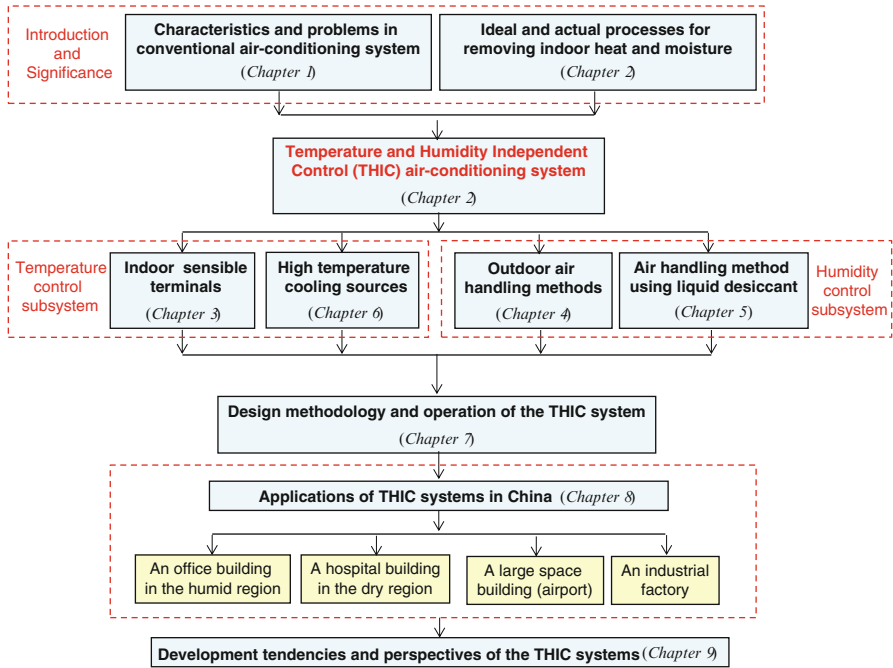 Introduction
and
Significance
Characteristics and problems in
conventional air-conditioning system
(Chapter 1)
Ideal and actual processes for
removing indoor heat and moisture
(Chapter 2)
Temperature and Humidity Independent
Control (THIC) air-conditioning system
(Chapter 2)
Temperature
control
subsystem
Indoor sensible
terminals
(Chapter 3)
High temperature
cooling sources
(Chapter 6)
Outdoor air
handling methods
(Chapter 4)
Air handling method
using liquid desiccant
(Chapter 5)
Humidity
control
subsystem
Design methodology and operation of the THIC system
(Chapter 7)
Applications of THIC systems in China (Chapter 8)
An office building
in the humid region
A hospital building
in the dry region
A large space
building (airport)
An industrial
factory
Development tendencies and perspectives of the THIC systems (Chapter 9)